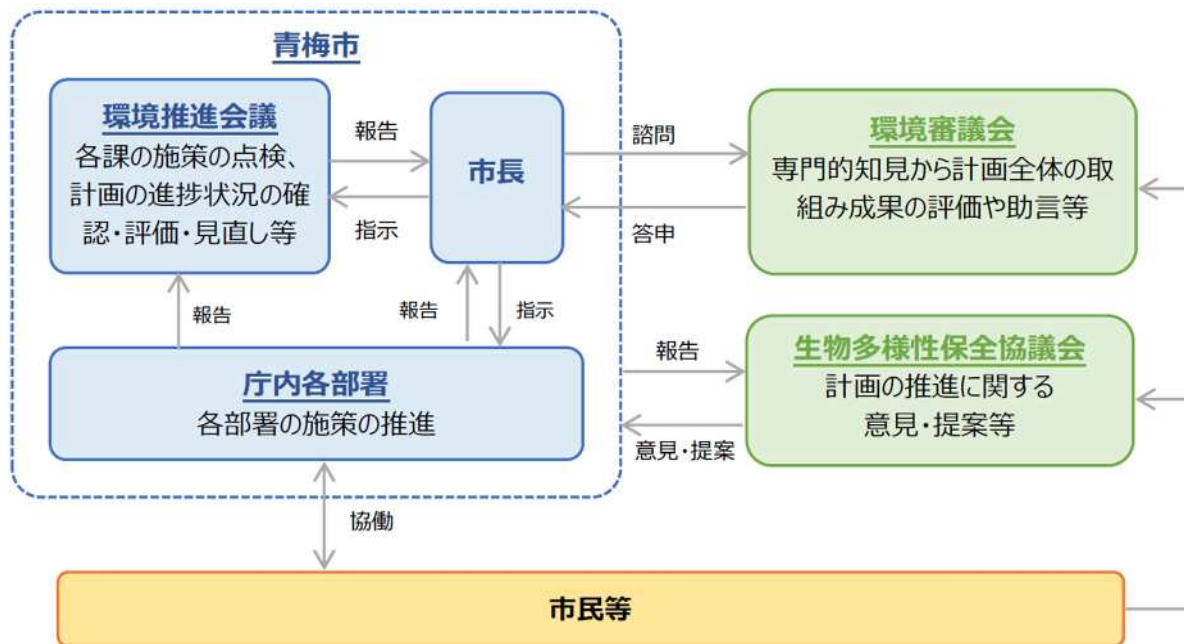 青梅市
環境推進会議
各課の施策の点検、
計画の進捗状況の確
認・評価・見直し等
報告
指示
市長
諮問
答申
環境審議会
専門的知見から計画全体の取
組み成果の評価や助言等
報告
報告
指示
庁内各部署
各部署の施策の推進
報告
意見・提案
生物多様性保全協議会
計画の推進に関する
意見・提案等
協働
市民等